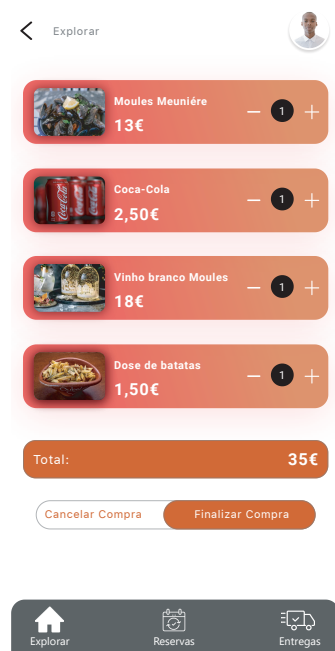 Explorar
Moules Meuniére
13€
1
Coca-Cola
2,50€
1
Vinho branco Moules
18€
1
Dose de batatas
1,50€
1
Total:
35€
Cancelar Compra
Finalizar Compra
Explorar
Reservas
Entregas